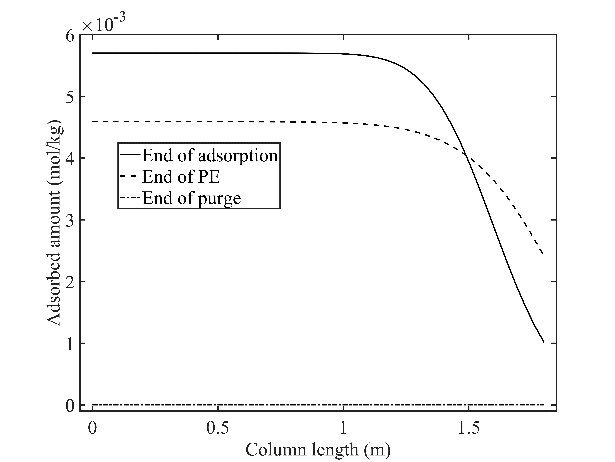 ×10⁻³
6
5
4
3
2
1
0
Adsorbed amount (mol/kg)
End of adsorption
End of PE
End of purge
0 0.5 1 1.5
Column length (m)